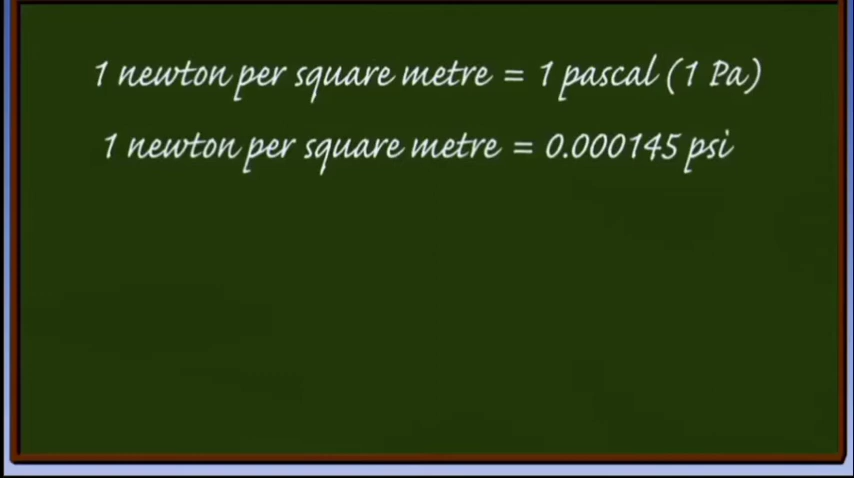 1 newton per square metre = 1 pascal (1 Pa)
1 newton per square metre = 0.000145 psi